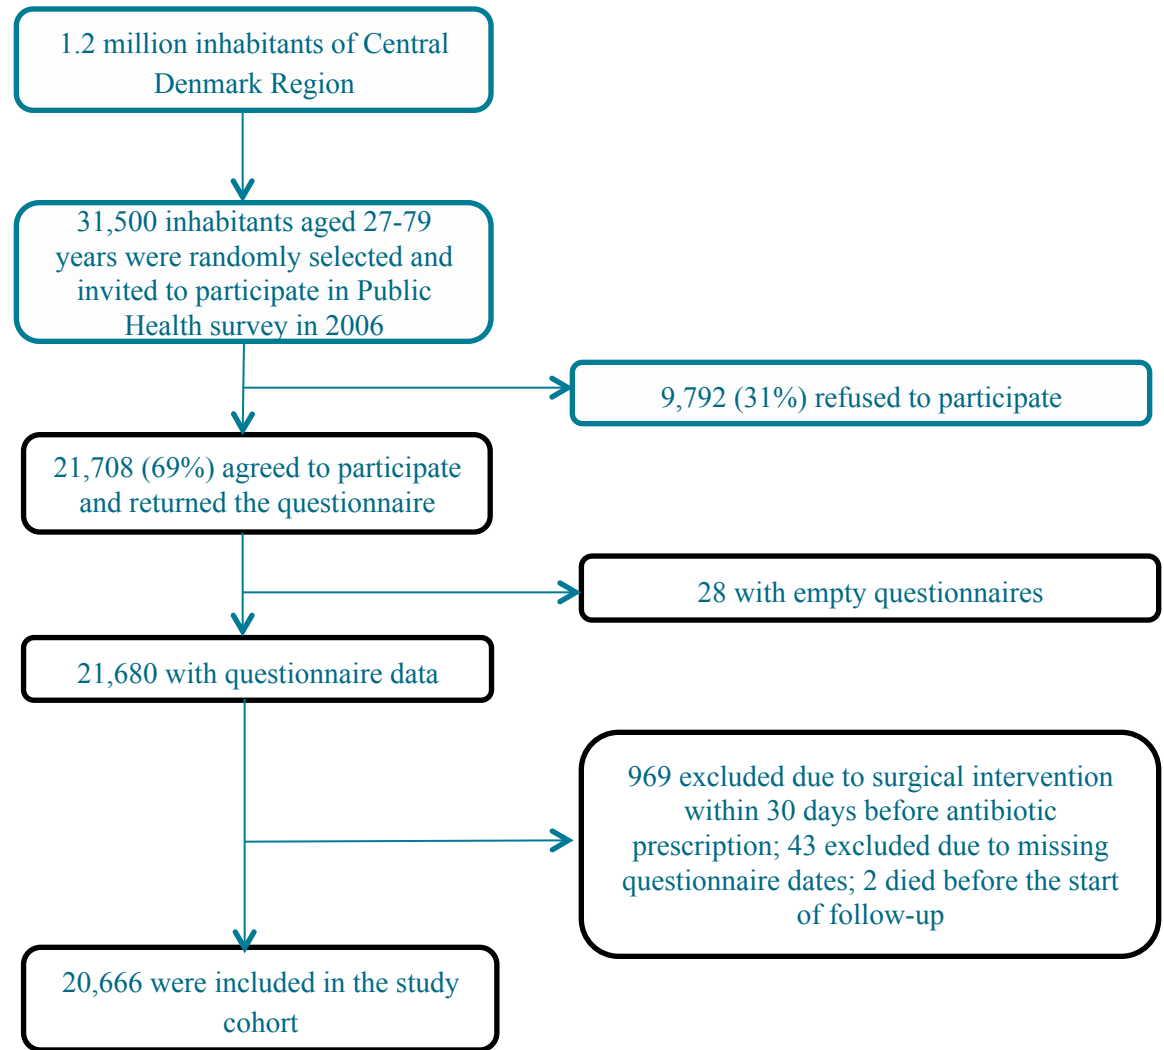 1.2 million inhabitants of Central
Denmark Region
31,500 inhabitants aged 27-79
years were randomly selected and
invited to participate in Public
Health survey in 2006
9,792 (31%) refused to participate
21,708 (69%) agreed to participate
and returned the questionnaire
28 with empty questionnaires
21,680 with questionnaire data
969 excluded due to surgical intervention
within 30 days before antibiotic
prescription; 43 excluded due to missing
questionnaire dates; 2 died before the start
of follow-up
20,666 were included in the study
cohort